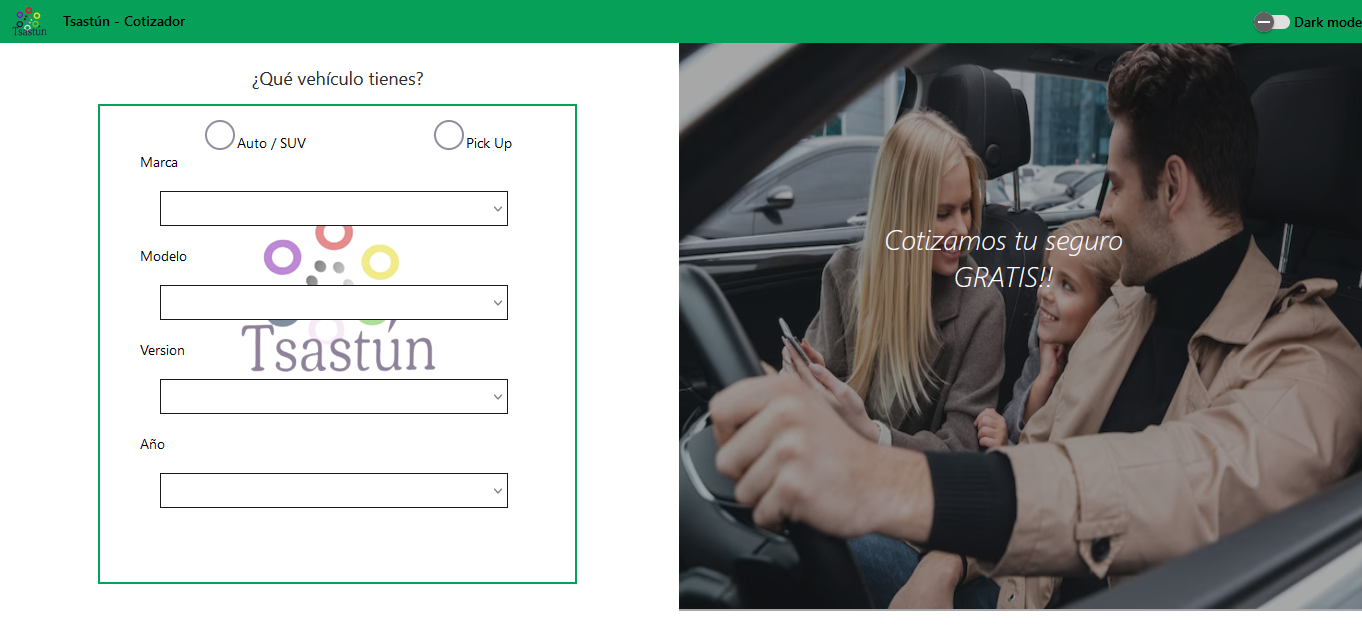 Tsastún
Tsastún - Cotizador
Dark mode
¿Qué vehículo tienes?
Auto / SUV
Pick Up
Marca
Modelo
Tsastún
Version
Año
Cotizamos tu seguro
GRATIS!!